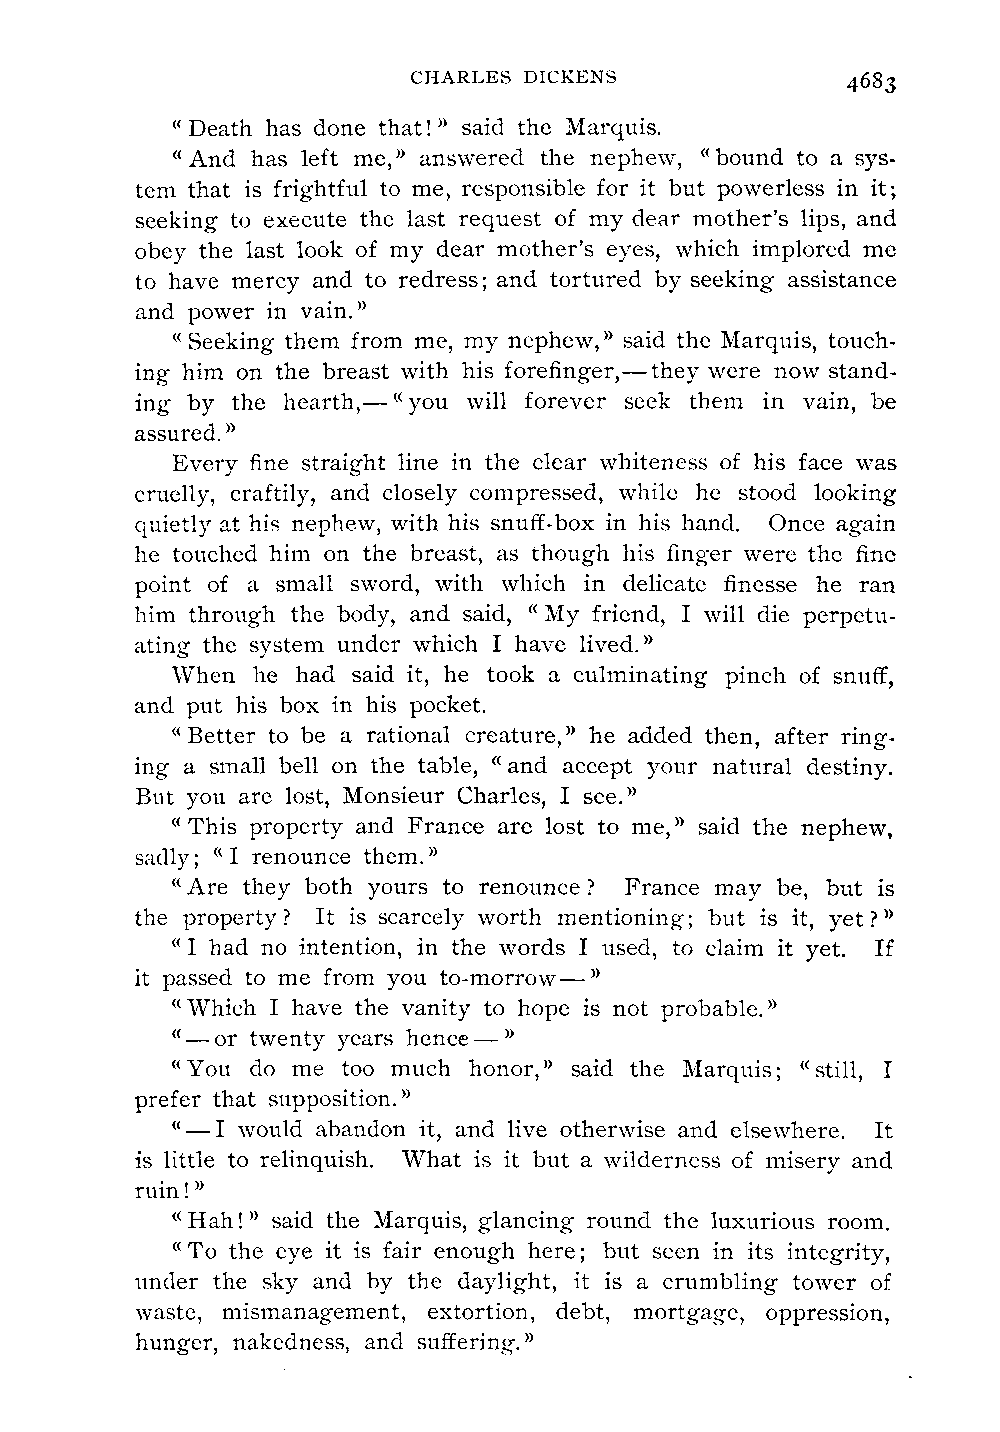 CHARLES DICKENS 4683
“Death has done that!” said the Marquis.
“And has left me,” answered the nephew, “bound to a sys-
tem that is frightful to me, responsible for it but powerless in it;
seeking to execute the last request of my dear mother's lips, and
obey the last look of my dear mother's eyes, which implored me
to have mercy and to redress; and tortured by seeking assistance
and power in vain.”
“Seeking them from me, my nephew,” said the Marquis, touch-
ing him on the breast with his forefinger,—they were now stand-
ing by the hearth,—“you will forever seek them in vain, be
assured.”
Every fine straight line in the clear whiteness of his face was
cruelly, craftily, and closely compressed, while he stood looking
quietly at his nephew, with his snuff-box in his hand. Once again
he touched him on the breast, as though his finger were the fine
point of a small sword, with which in delicate finesse he ran
him through the body, and said, “My friend, I will die perpetu-
ating the system under which I have lived.”
When he had said it, he took a culminating pinch of snuff,
and put his box in his pocket.
“Better to be a rational creature,” he added then, after ring-
ing a small bell on the table, “and accept your natural destiny.
But you are lost, Monsieur Charles, I see.”
“This property and France are lost to me,” said the nephew,
sadly; “I renounce them.”
“Are they both yours to renounce? France may be, but is
the property? It is scarcely worth mentioning; but is it, yet?”
“I had no intention, in the words I used, to claim it yet. If
it passed to me from you to-morrow—”
“Which I have the vanity to hope is not probable.”
“—or twenty years hence—”
“You do me too much honor,” said the Marquis; “still, I
prefer that supposition.”
“—I would abandon it, and live otherwise and elsewhere. It
is little to relinquish. What is it but a wilderness of misery and
ruin!”
“Hah!” said the Marquis, glancing round the luxurious room.
“To the eye it is fair enough here; but seen in its integrity,
under the sky and by the daylight, it is a crumbling tower of
waste, mismanagement, extortion, debt, mortgage, oppression,
hunger, nakedness, and suffering.”